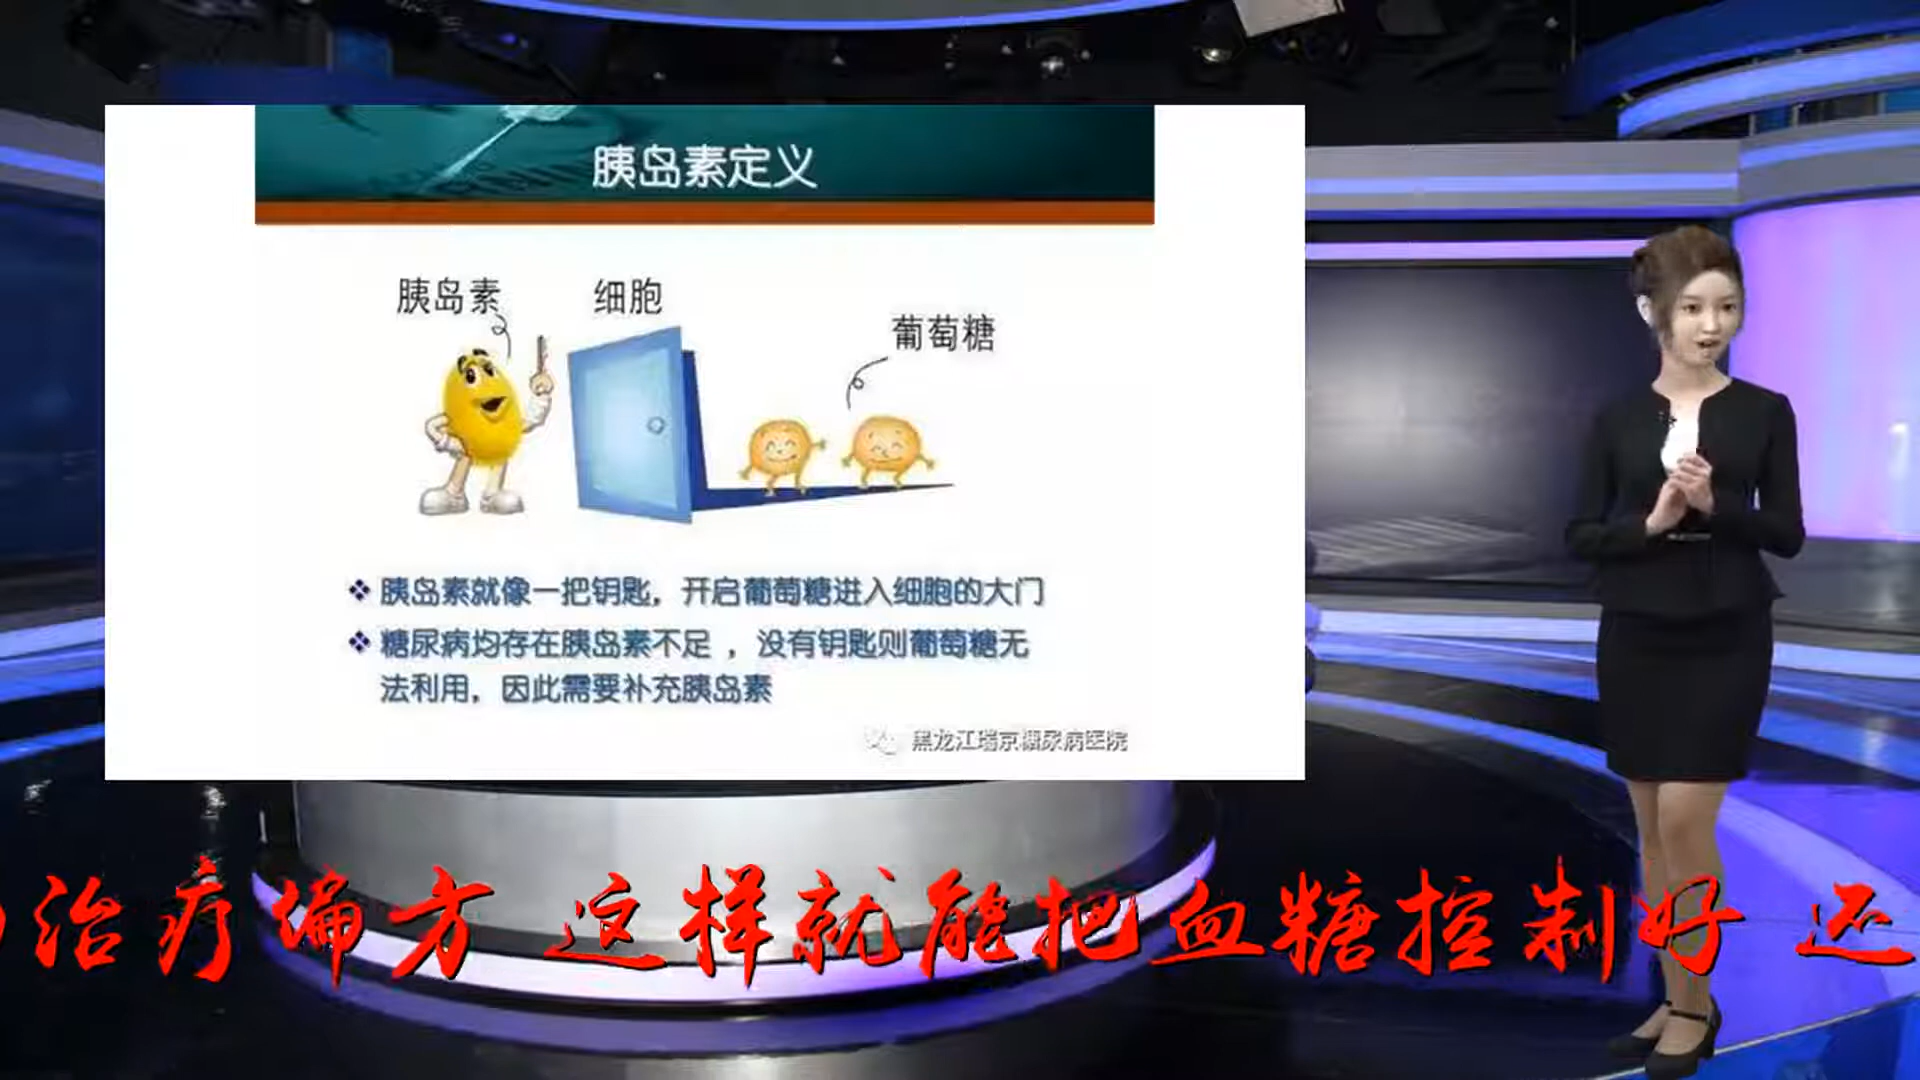 胰岛素定义
胰岛素
细胞
葡萄糖
胰岛素就像一把钥匙，开启葡萄糖进入细胞的大门
糖尿病均存在胰岛素不足，没有钥匙则葡萄糖无
法利用，因此需要补充胰岛素
黑龙江瑞京糖尿病医院
治疗偏方 这样就能把血糖控制好 还